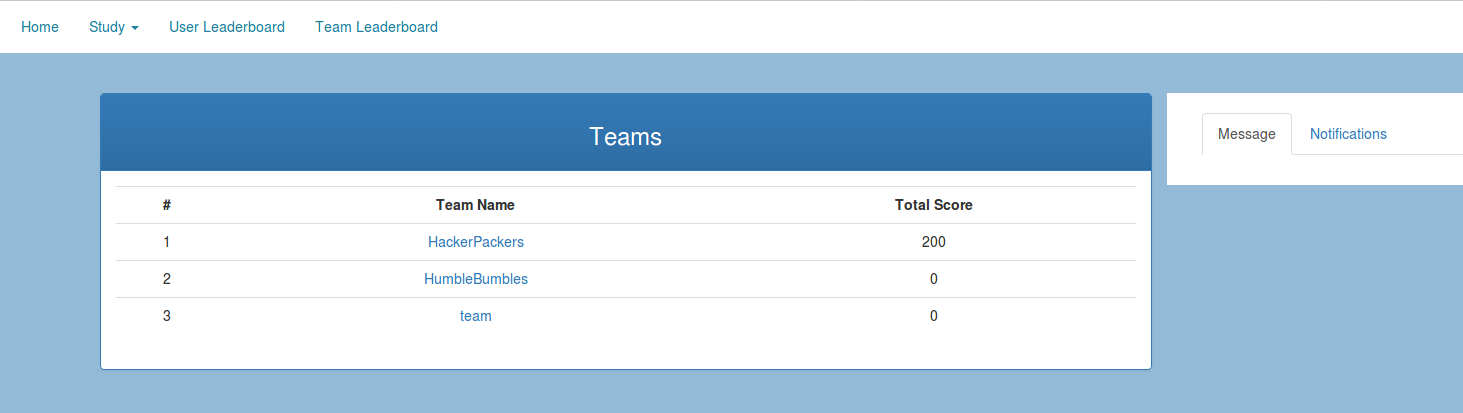 Home Study User Leaderboard Team Leaderboard
Teams
Message Notifications
# Team Name Total Score
1 HackerPackers 200
2 HumbleBumbles 0
3 team 0